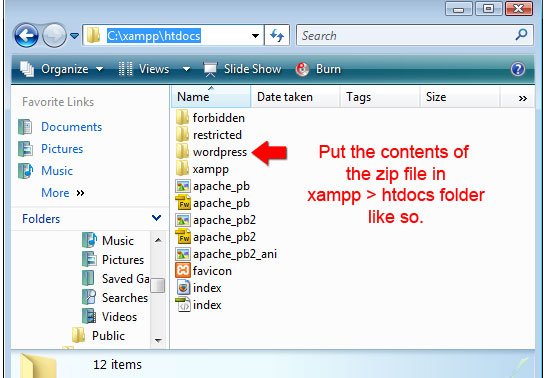 C:\xampp\htdocs
Search
Organize Views Slide Show Burn
Favorite Links
Documents
Pictures
Music
More »
Folders
Music
Pictures
Saved Ga
Searches
Videos
Public
Name Date taken Tags Size »
forbidden
restricted
wordpress
xampp
apache_pb
apache_pb
apache_pb2
apache_pb2
apache_pb2_ani
favicon
index
index
Put the contents of
the zip file in
xampp > htdocs folder
like so.
12 items